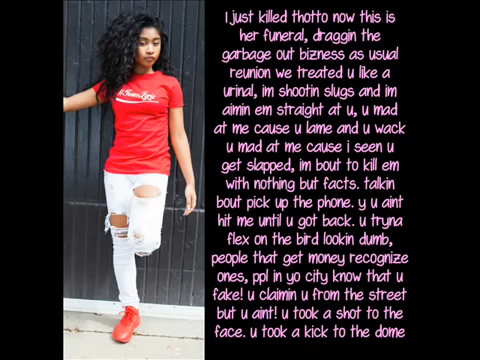 I just killed thotto now this is
her funeral, draggin the
garbage out bizness as usual
reunion we treated u like a
urinal, im shootin slugs and im
aimin em straight at u, u mad
at me cause u lame and u wack
u mad at me cause i seen u
get slapped, im bout to kill em
with nothing but facts. talkin
bout pick up the phone. y u aint
hit me until u got back. u tryna
flex on the bird lookin dumb,
people that get money recognize
ones, ppl in yo city know that u
fake! u claimin u from the street
but u aint! u took a shot to the
face. u took a kick to the dome